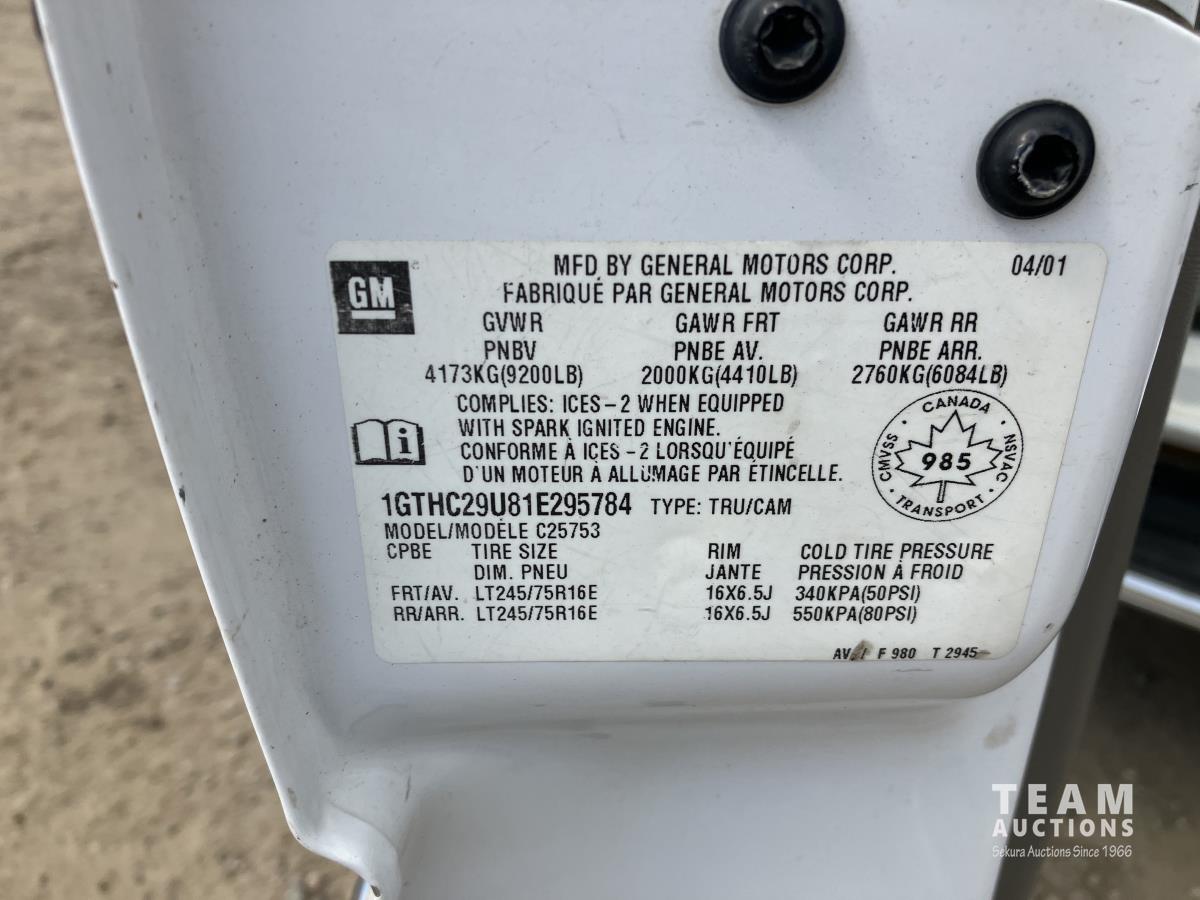 GM
MFD BY GENERAL MOTORS CORP. 04/01
FABRIQUÉ PAR GENERAL MOTORS CORP.
GVWR GAWR FRT GAWR RR
PNBV PNBE AV. PNBE ARR.
4173KG(9200LB) 2000KG(4410LB) 2760KG(6084LB)
COMPLIES: ICES-2 WHEN EQUIPPED
WITH SPARK IGNITED ENGINE.
CONFORME À ICES -2 LORSQU'ÉQUIPÉ
D'UN MOTEUR À ALLUMAGE PAR ÉTINCELLE.
CANADA
CMVSS 985 NSVAC
TRANSPORT
1GTHC29U81E295784 TYPE: TRU/CAM
MODEL/MODÈLE C25753
CPBE TIRE SIZE RIM COLD TIRE PRESSURE
DIM. PNEU JANTE PRESSION À FROID
FRT/AV. LT245/75R16E 16X6.5J 340KPA(50PSI)
RR/ARR. LT245/75R16E 16X6.5J 550KPA(80PSI)
F 980 T 2945
TEAM
AUCTIONS
Sekura Auctions Since 1966